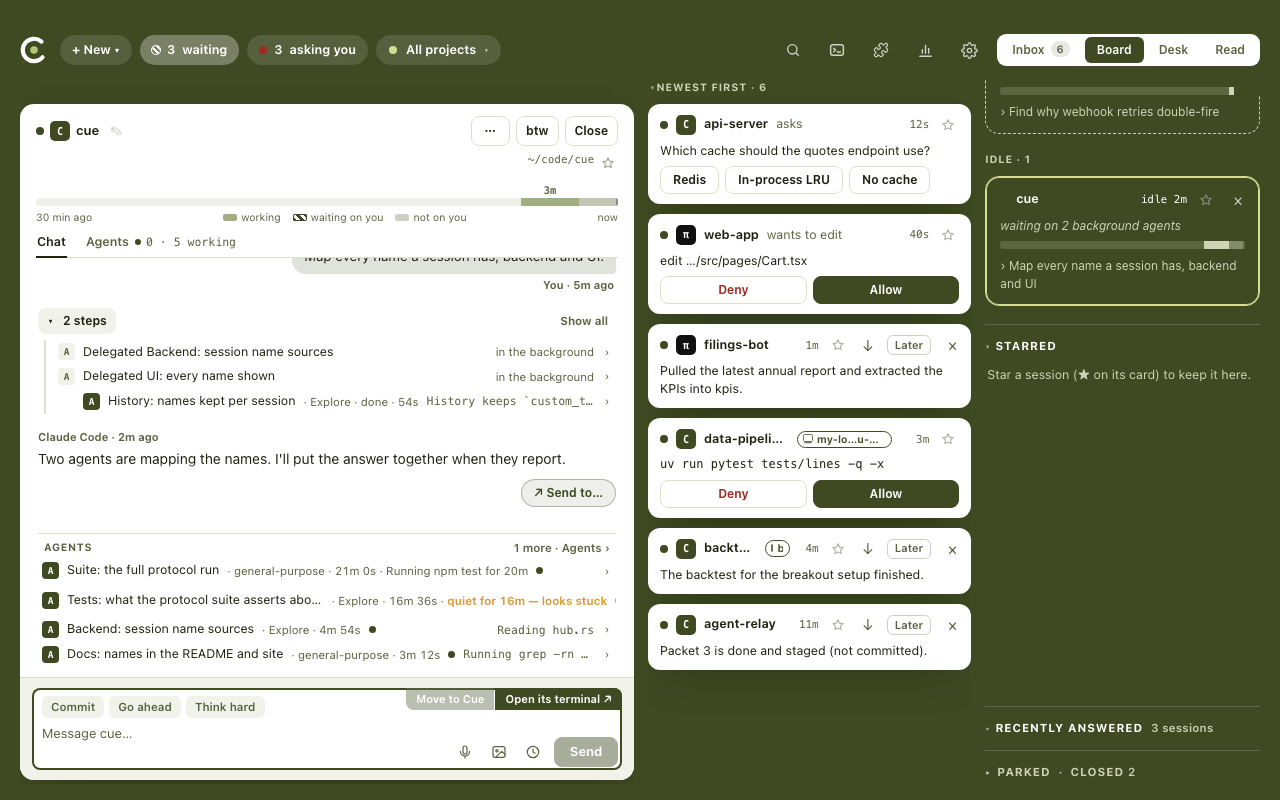 + New ▾
3 waiting
3 asking you
All projects
Inbox 6
Board
Desk
Read
C cue
···
btw
Close
~/code/cue
3m
30 min ago
working
waiting on you
not on you
now
Chat
Agents ● 0 · 5 working
Map every name a session has, backend and UI.
You · 5m ago
▾ 2 steps
Show all
A Delegated Backend: session name sources in the background ›
A Delegated UI: every name shown in the background ›
A History: names kept per session · Explore · done · 54s History keeps `custom_t… ›
Claude Code · 2m ago
Two agents are mapping the names. I'll put the answer together when they report.
↗ Send to…
AGENTS
1 more · Agents ›
A Suite: the full protocol run · general-purpose · 21m 0s · Running npm test for 20m ›
A Tests: what the protocol suite asserts abo… · Explore · 16m 36s · quiet for 16m — looks stuck
A Backend: session name sources · Explore · 4m 54s Reading hub.rs ›
A Docs: names in the README and site · general-purpose · 3m 12s Running grep −rn … ›
Commit
Go ahead
Think hard
Move to Cue
Open its terminal ↗
Message cue…
Send
NEWEST FIRST · 6
C api-server asks 12s
Which cache should the quotes endpoint use?
Redis
In-process LRU
No cache
π web-app wants to edit 40s
edit …/src/pages/Cart.tsx
Deny
Allow
π filings-bot 1m ↓ Later ×
Pulled the latest annual report and extracted the
KPIs into kpis.
C data-pipeli… my-lo…u-… 3m
uv run pytest tests/lines −q −x
Deny
Allow
C backt… b 4m ↓ Later ×
The backtest for the breakout setup finished.
C agent-relay 11m ↓ Later ×
Packet 3 is done and staged (not committed).
› Find why webhook retries double-fire
IDLE · 1
cue idle 2m ×
waiting on 2 background agents
› Map every name a session has, backend
and UI
▾ STARRED
Star a session (★ on its card) to keep it here.
▸ RECENTLY ANSWERED 3 sessions
▸ PARKED · CLOSED 2